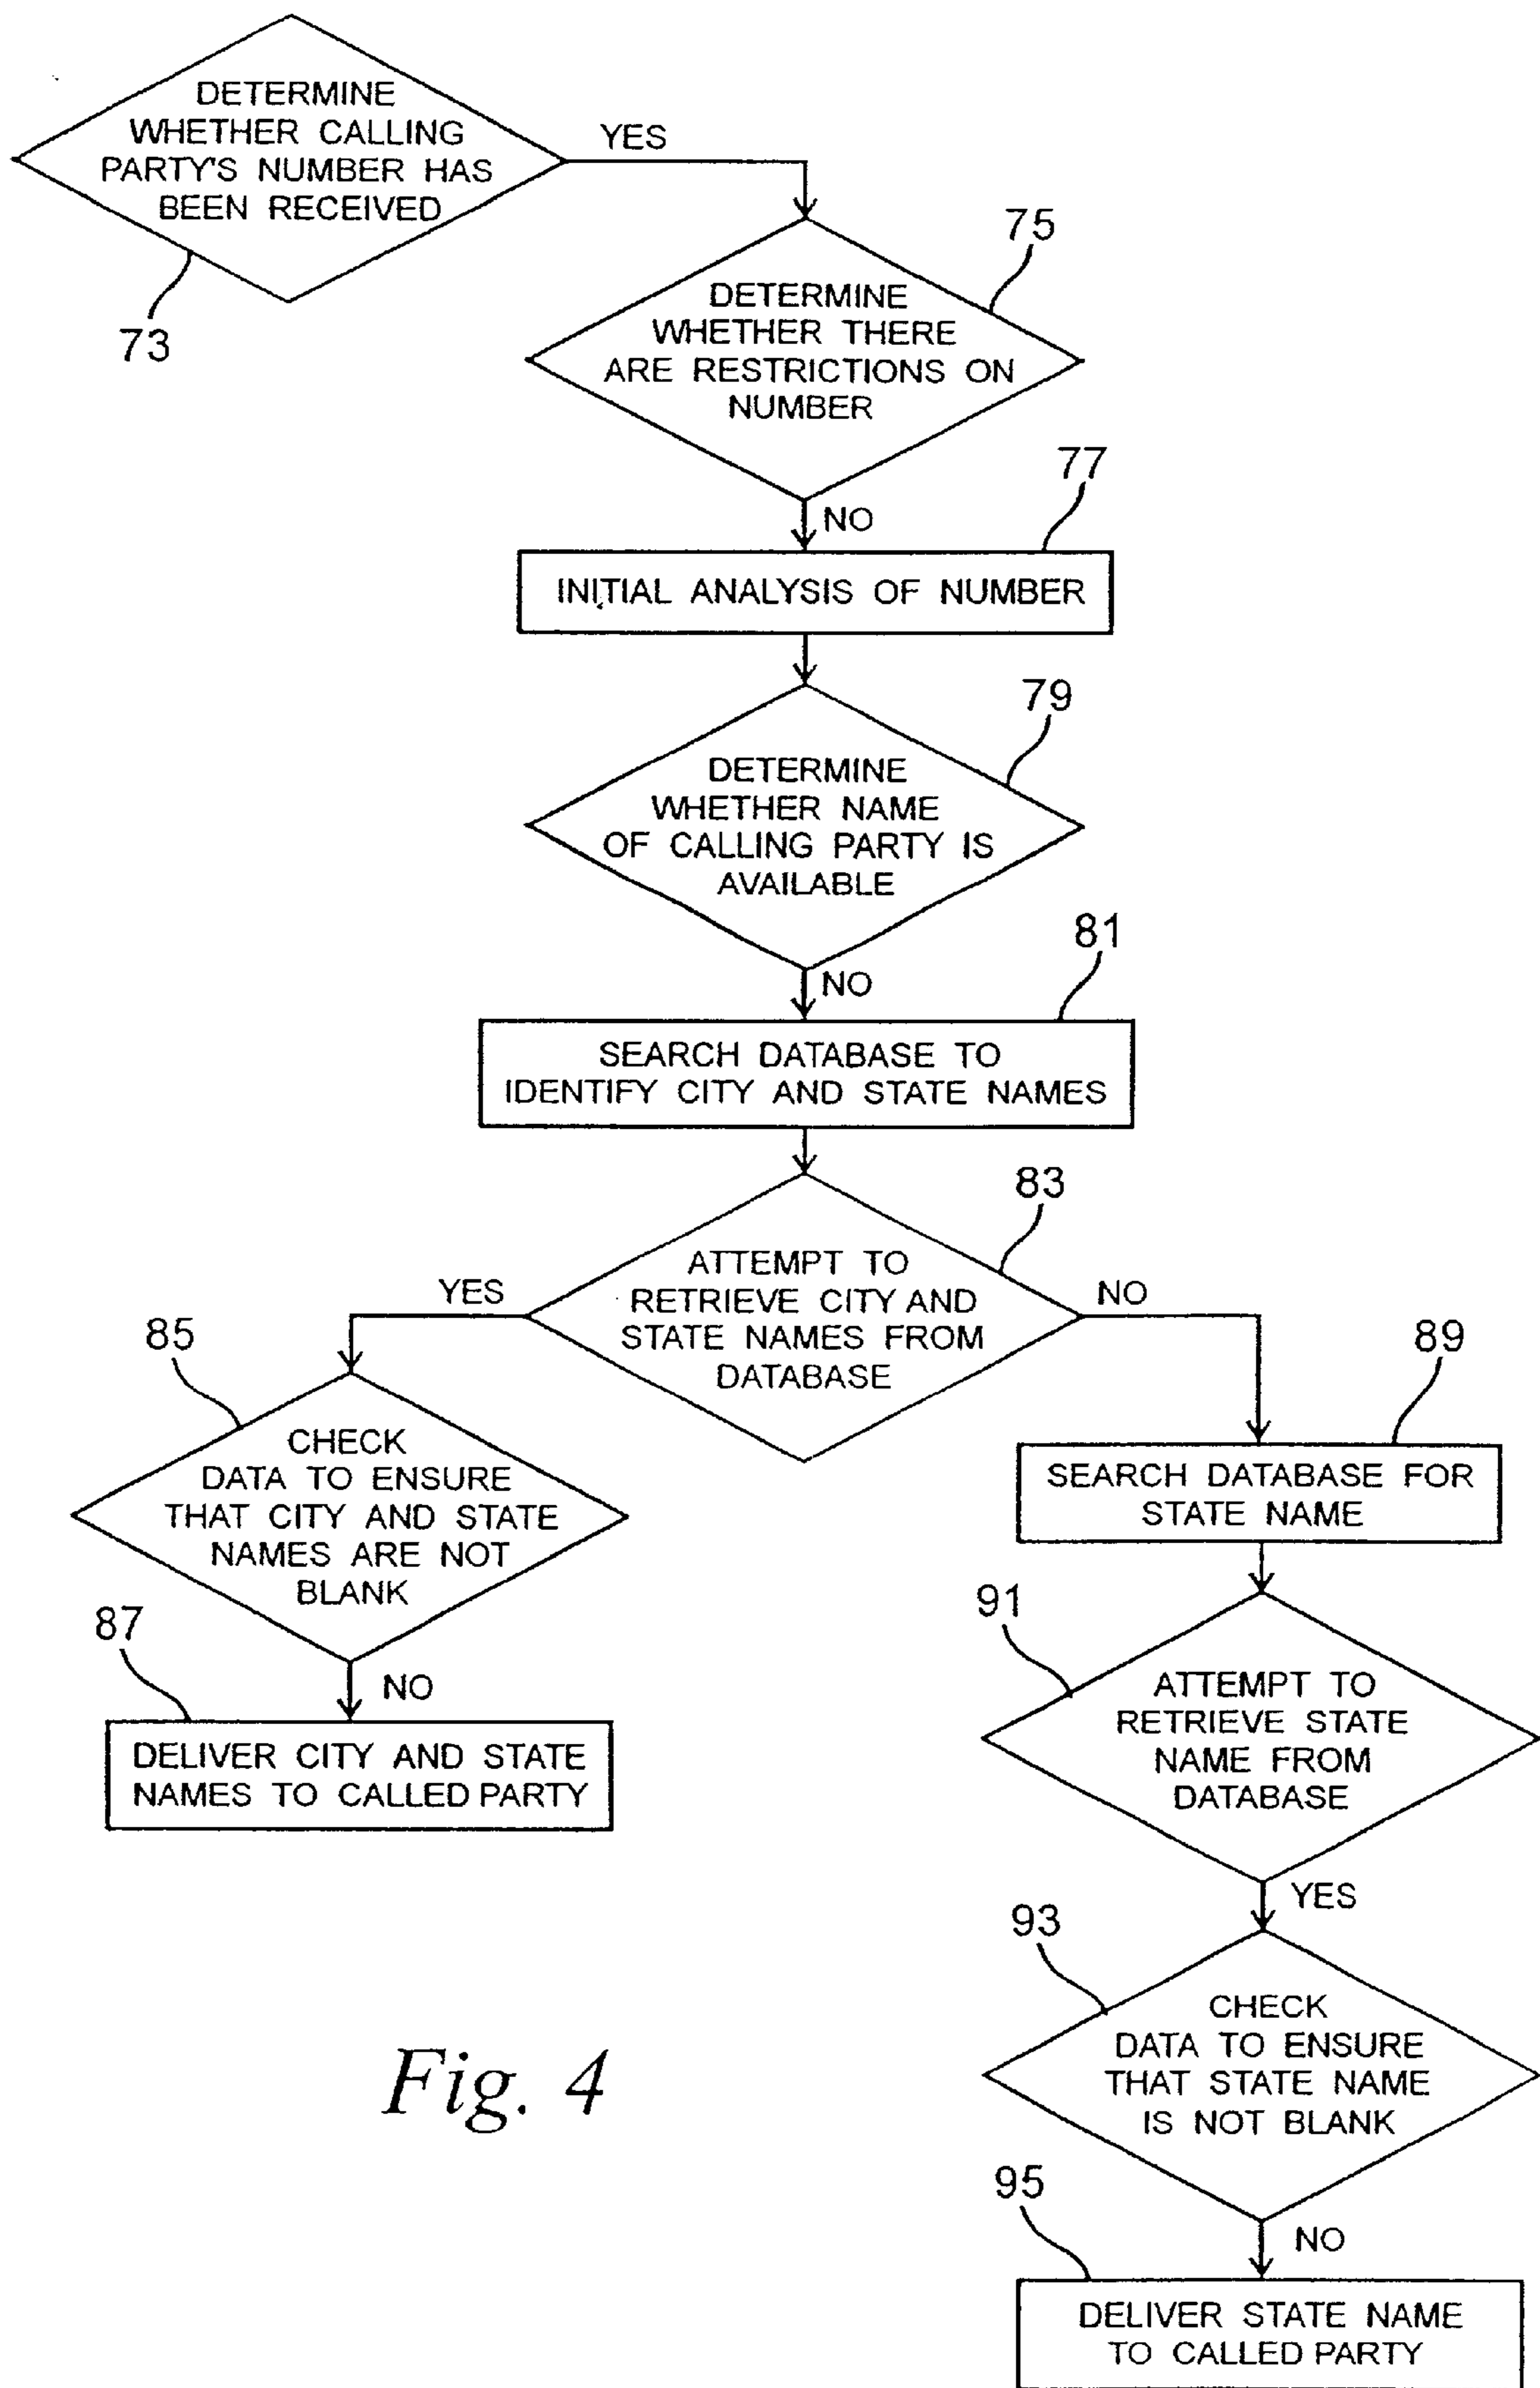 DETERMINE
WHETHER CALLING
PARTY'S NUMBER HAS
BEEN RECEIVED
YES
73
75
DETERMINE
WHETHER THERE
ARE RESTRICTIONS ON
NUMBER
NO
77
INITIAL ANALYSIS OF NUMBER
79
DETERMINE
WHETHER NAME
OF CALLING PARTY IS
AVAILABLE
NO
81
SEARCH DATABASE TO
IDENTIFY CITY AND STATE NAMES
83
ATTEMPT TO
RETRIEVE CITY AND
STATE NAMES FROM
DATABASE
YES
NO
85
CHECK
DATA TO ENSURE
THAT CITY AND STATE
NAMES ARE NOT
BLANK
NO
87
DELIVER CITY AND STATE
NAMES TO CALLED PARTY
89
SEARCH DATABASE FOR
STATE NAME
91
ATTEMPT TO
RETRIEVE STATE
NAME FROM
DATABASE
YES
93
CHECK
DATA TO ENSURE
THAT STATE NAME
IS NOT BLANK
NO
95
DELIVER STATE NAME
TO CALLED PARTY
Fig. 4